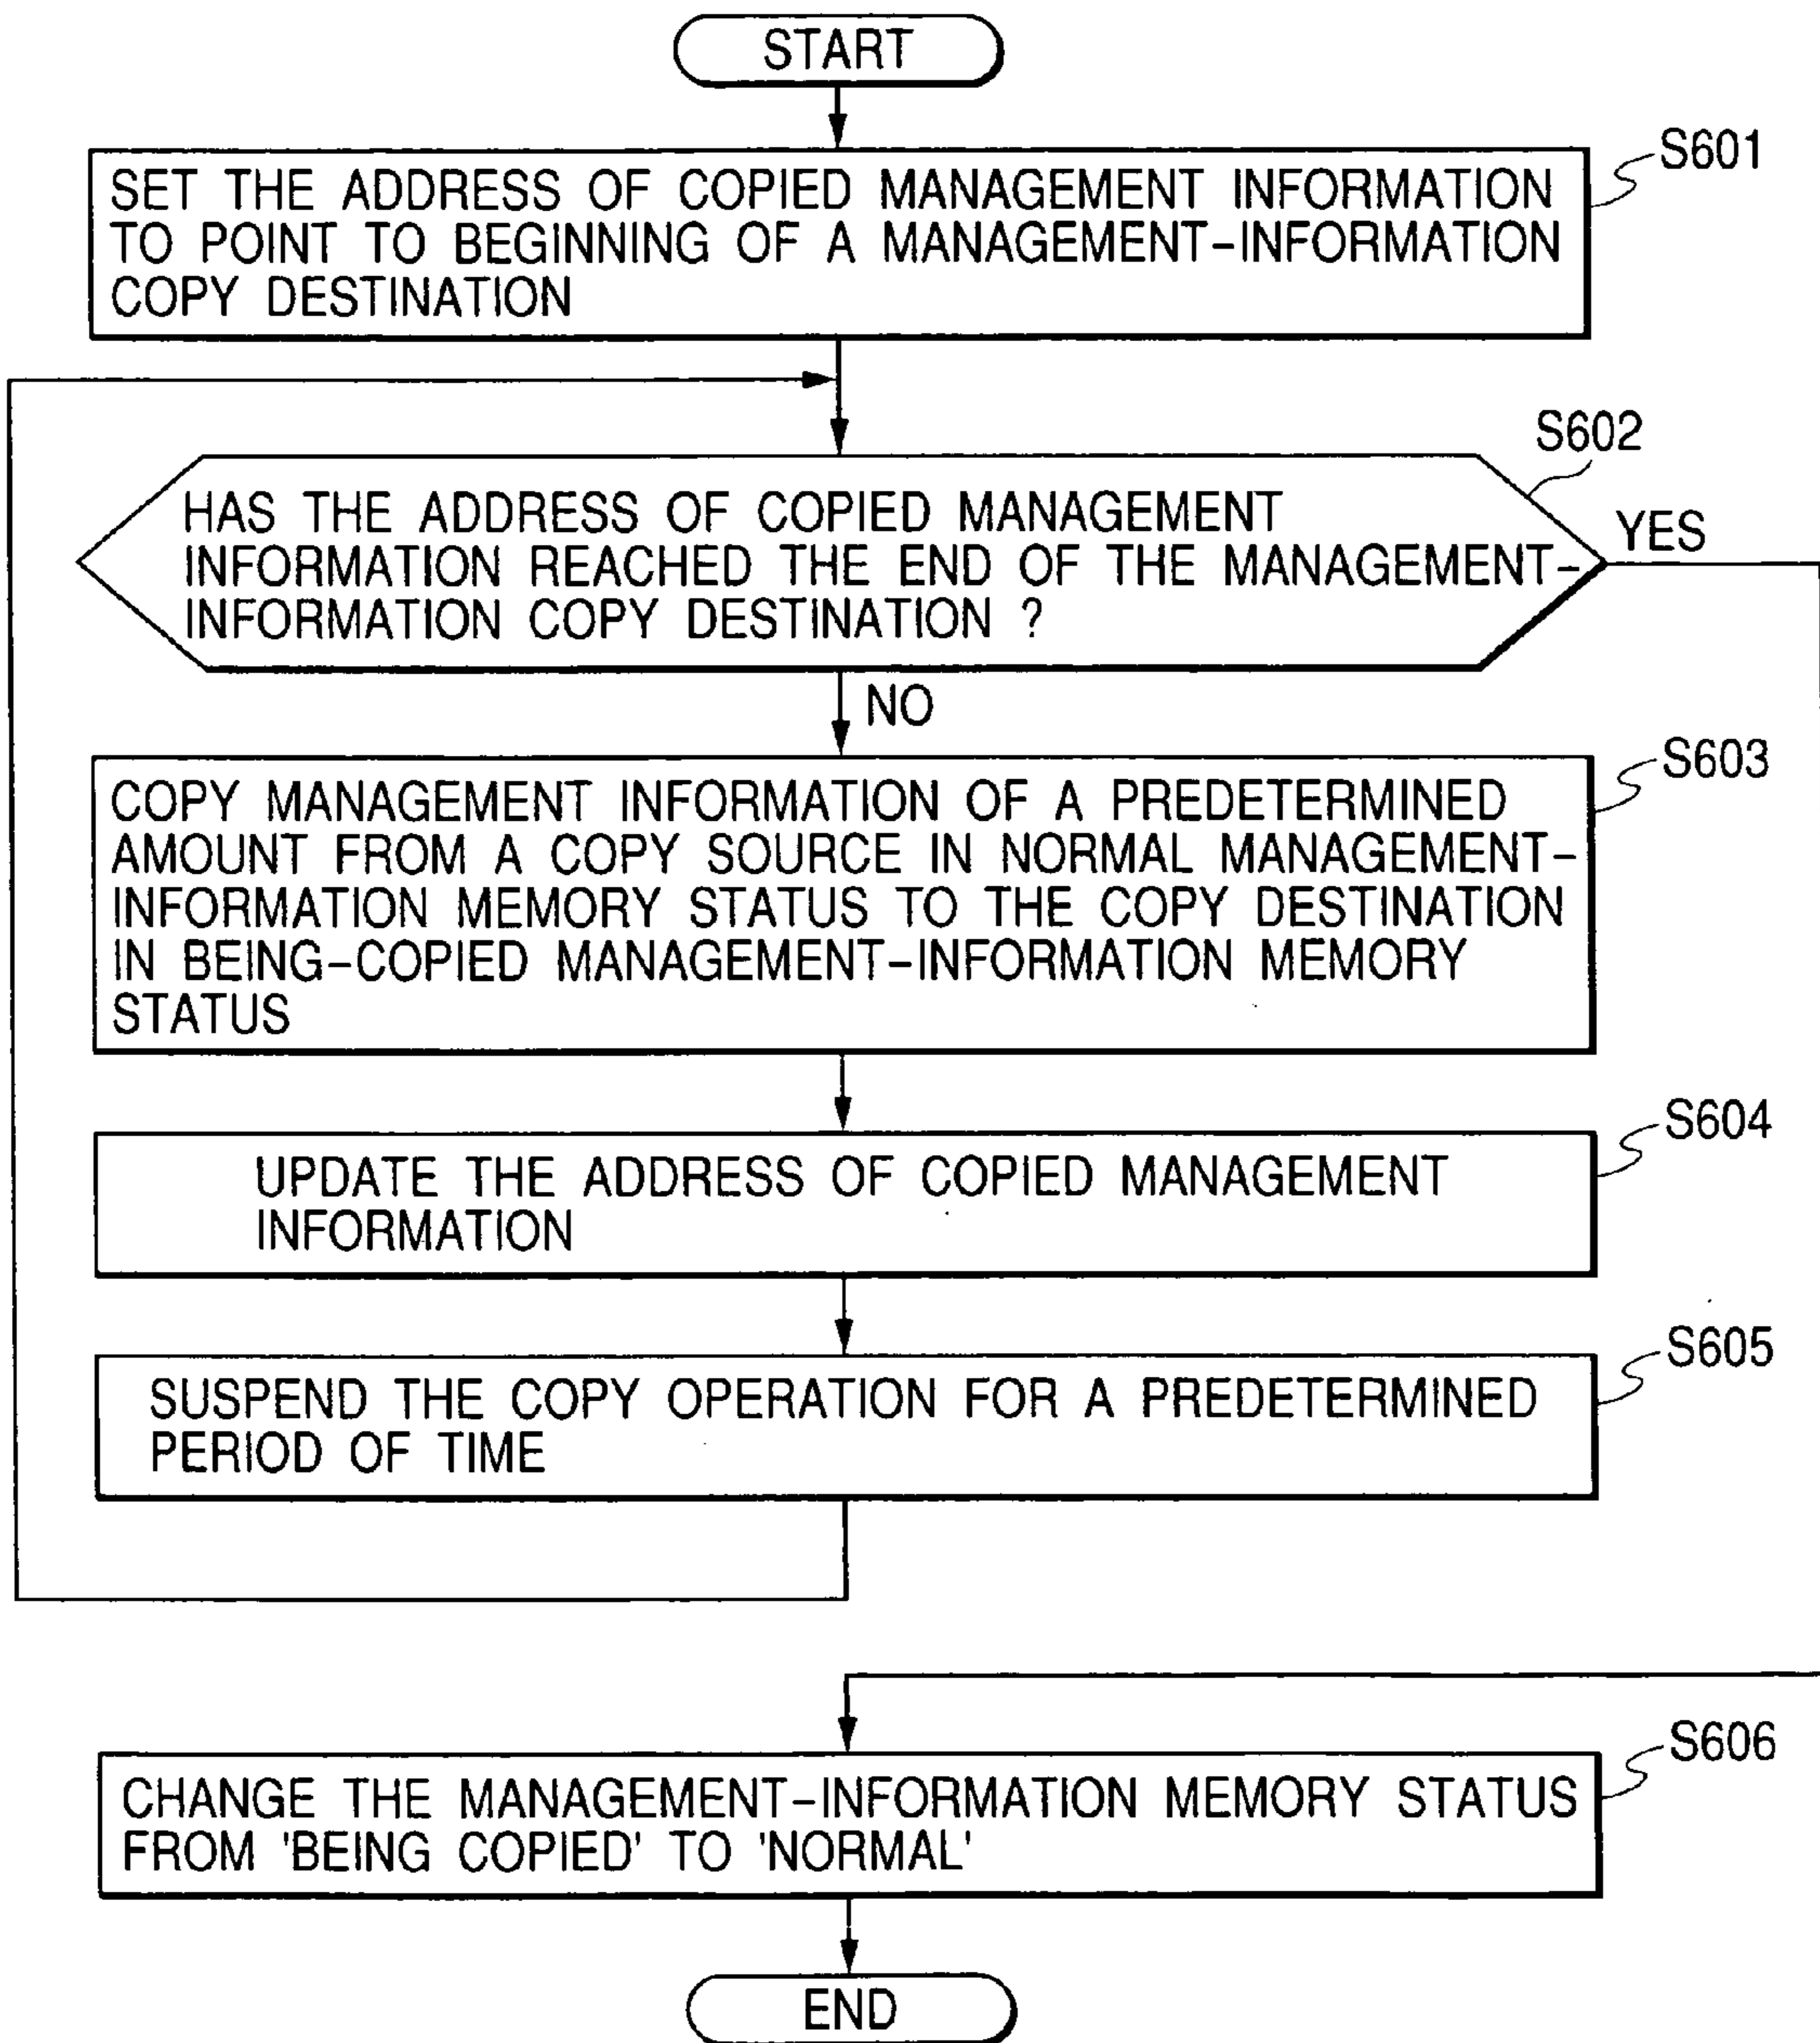 START
S601
SET THE ADDRESS OF COPIED MANAGEMENT INFORMATION
TO POINT TO BEGINNING OF A MANAGEMENT-INFORMATION
COPY DESTINATION
S602
HAS THE ADDRESS OF COPIED MANAGEMENT
INFORMATION REACHED THE END OF THE MANAGEMENT-
INFORMATION COPY DESTINATION ?
YES
NO
S603
COPY MANAGEMENT INFORMATION OF A PREDETERMINED
AMOUNT FROM A COPY SOURCE IN NORMAL MANAGEMENT-
INFORMATION MEMORY STATUS TO THE COPY DESTINATION
IN BEING-COPIED MANAGEMENT-INFORMATION MEMORY
STATUS
S604
UPDATE THE ADDRESS OF COPIED MANAGEMENT
INFORMATION
S605
SUSPEND THE COPY OPERATION FOR A PREDETERMINED
PERIOD OF TIME
S606
CHANGE THE MANAGEMENT-INFORMATION MEMORY STATUS
FROM 'BEING COPIED' TO 'NORMAL'
END